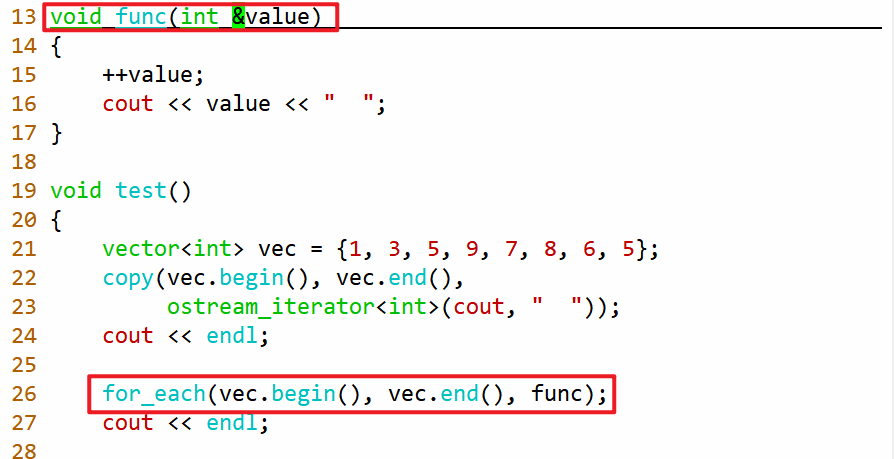 13 void func(int &value)
14 {
15     ++value;
16     cout << value << "  ";
17 }
18
19 void test()
20 {
21     vector<int> vec = {1, 3, 5, 9, 7, 8, 6, 5};
22     copy(vec.begin(), vec.end(),
23          ostream_iterator<int>(cout, "  "));
24     cout << endl;
25
26     for_each(vec.begin(), vec.end(), func);
27     cout << endl;
28